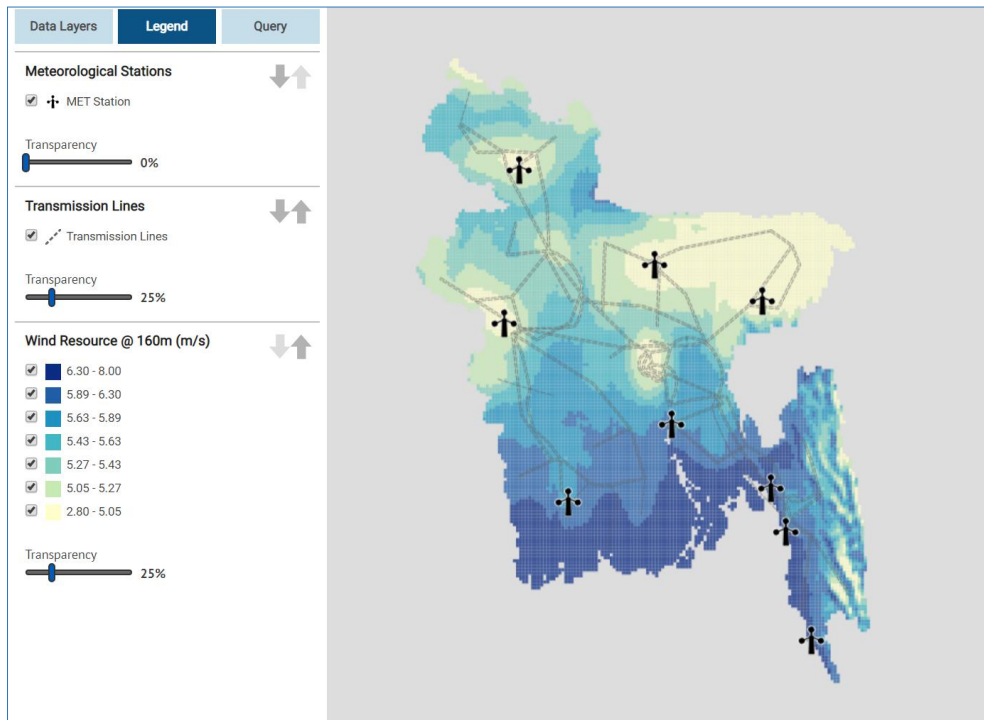 Data Layers Legend Query
Meteorological Stations
MET Station
Transparency
0%
Transmission Lines
Transmission Lines
Transparency
25%
Wind Resource @ 160m (m/s)
6.30 - 8.00
5.89 - 6.30
5.63 - 5.89
5.43 - 5.63
5.27 - 5.43
5.05 - 5.27
2.80 - 5.05
Transparency
25%